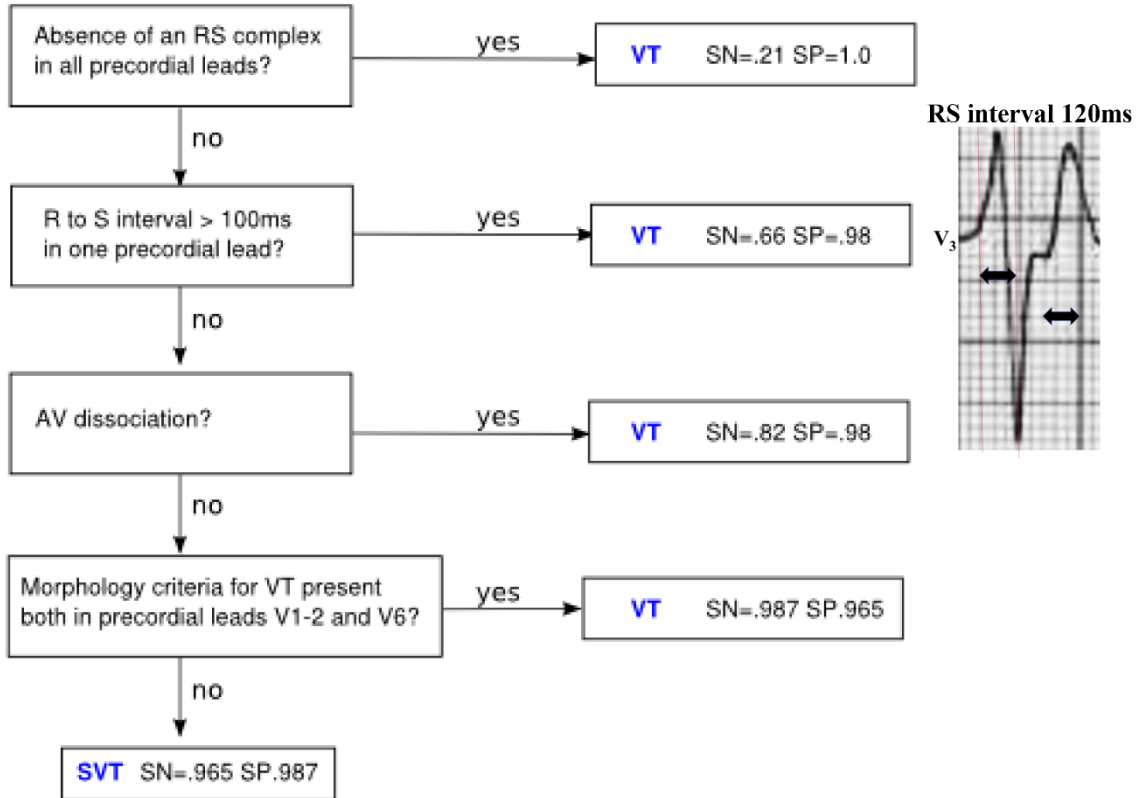 Absence of an RS complex
in all precordial leads?
yes
VT SN=.21 SP=1.0
no
RS interval 120ms
V3
R to S interval > 100ms
in one precordial lead?
yes
VT SN=.66 SP=.98
no
AV dissociation?
yes
VT SN=.82 SP=.98
no
Morphology criteria for VT present
both in precordial leads V1-2 and V6?
yes
VT SN=.987 SP.965
no
SVT SN=.965 SP.987